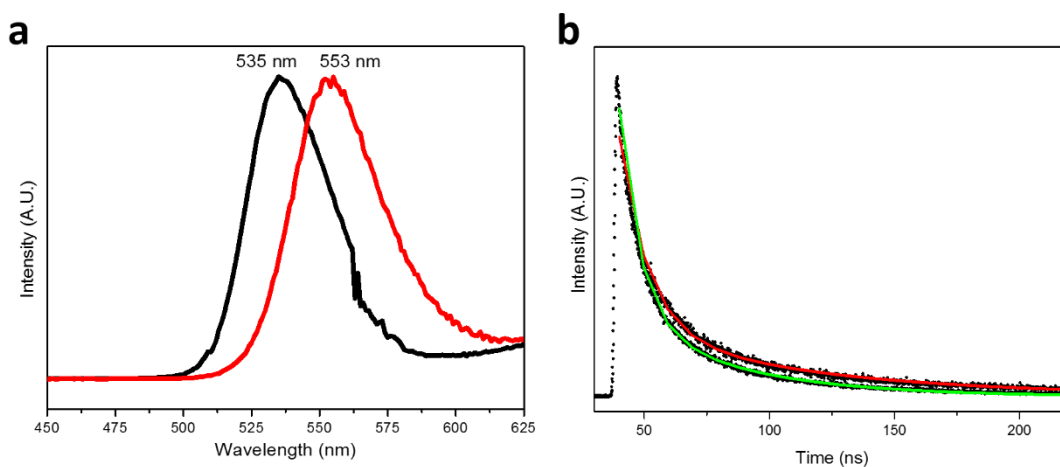 a
535 nm 553 nm
Intensity (A.U.)
450 475 500 525 550 575 600 625
Wavelength (nm)
b
Intensity (A.U.)
50 100 150 200
Time (ns)